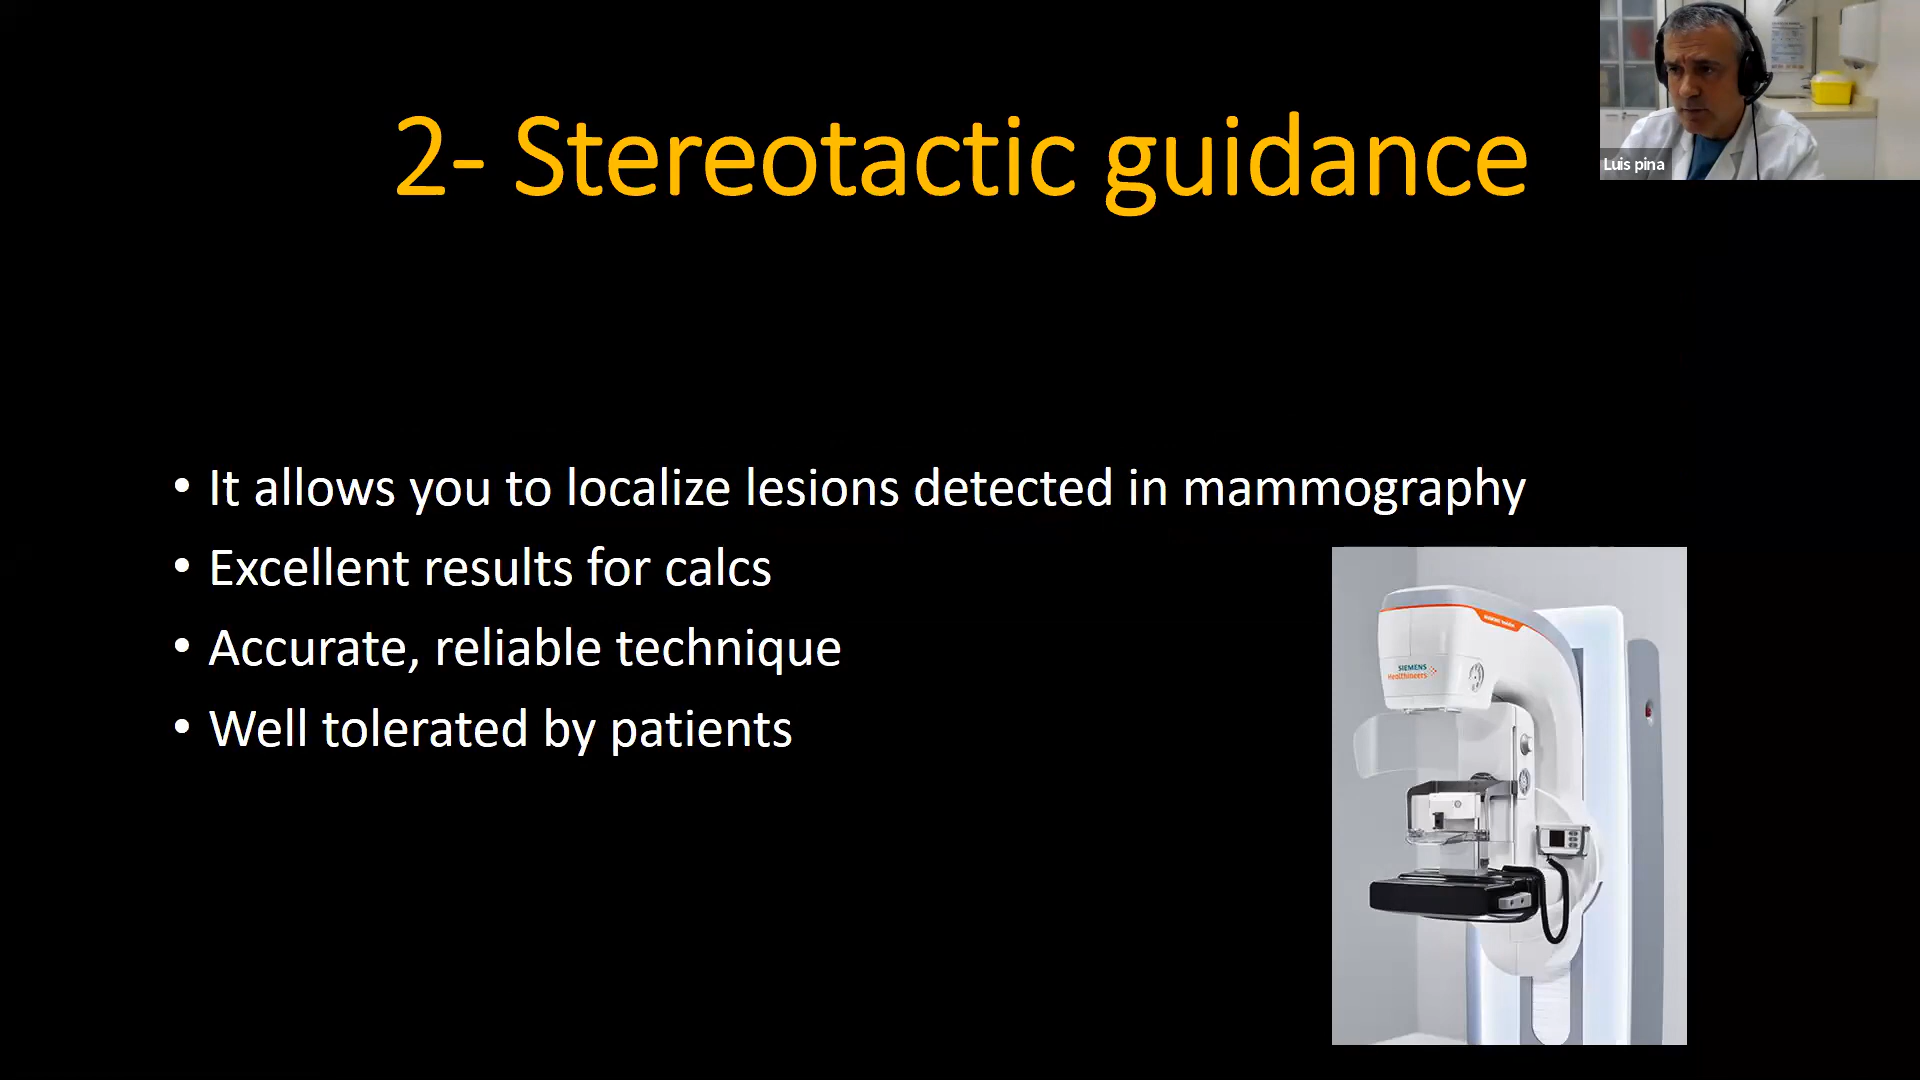 2- Stereotactic guidance
Luis pina
• It allows you to localize lesions detected in mammography
• Excellent results for calcs
• Accurate, reliable technique
• Well tolerated by patients
SIEMENS
Healthineers